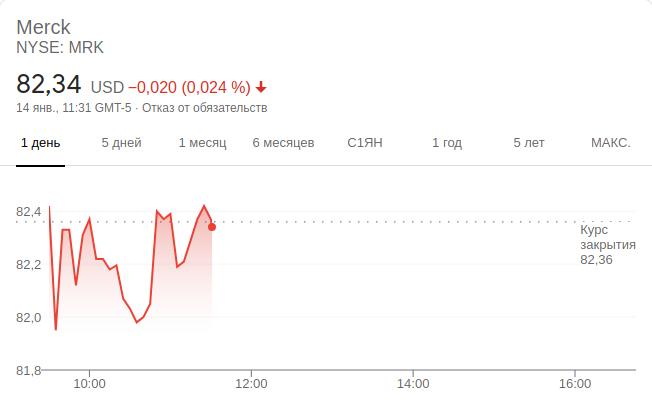 Merck
NYSE: MRK
82,34 USD −0,020 (0,024 %)
14 янв., 11:31 GMT-5 · Отказ от обязательств
1 день 5 дней 1 месяц 6 месяцев С1ЯН 1 год 5 лет МАКС.
82,4
Курс
закрытия
82,36
82,2
82,0
81,8
10:00 12:00 14:00 16:00